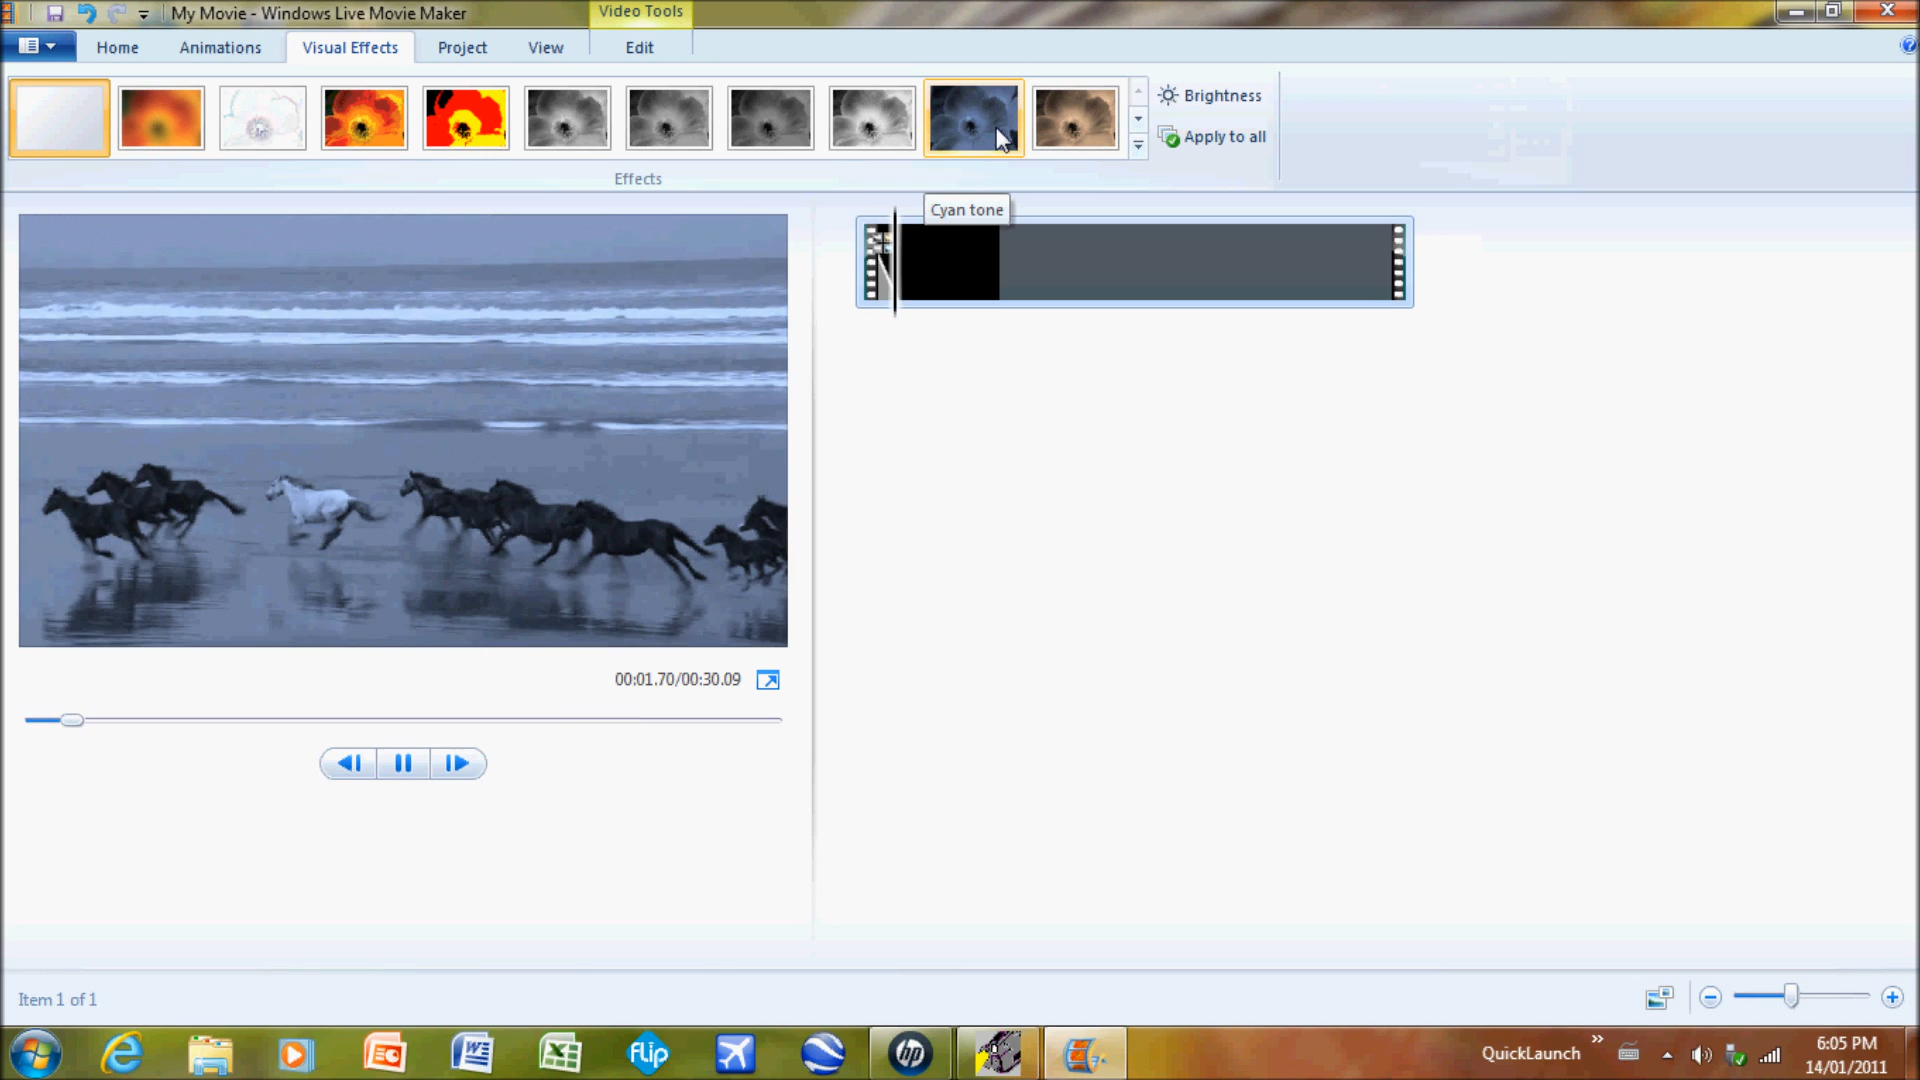 My Movie - Windows Live Movie Maker
Video Tools
Home
Animations
Visual Effects
Project
View
Edit
Brightness
Apply to all
Effects
Cyan tone
00:01.70/00:30.09
Item 1 of 1
FLIP
hp
QuickLaunch
6:05 PM
14/01/2011